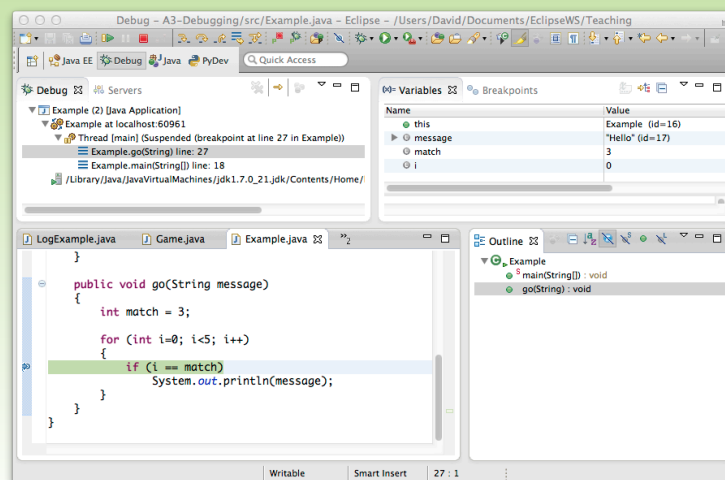 Debug – A3-Debugging/src/Example.java – Eclipse – /Users/David/Documents/EclipseWS/Teaching
Java EE Debug Java PyDev Quick Access
Debug Servers
Example (2) [Java Application]
Example at localhost:60961
Thread [main] (Suspended (breakpoint at line 27 in Example))
Example.go(String) line: 27
Example.main(String[]) line: 18
/Library/Java/JavaVirtualMachines/jdk1.7.0_21.jdk/Contents/Home/
(x)= Variables Breakpoints
Name Value
this Example (id=16)
message "Hello" (id=17)
match 3
i 0
LogExample.java Game.java Example.java »2
}
public void go(String message)
{
int match = 3;
for (int i=0; i<5; i++)
{
if (i == match)
System.out.println(message);
}
}
}
Outline
Example
main(String[]) : void
go(String) : void
Writable Smart Insert 27 : 1